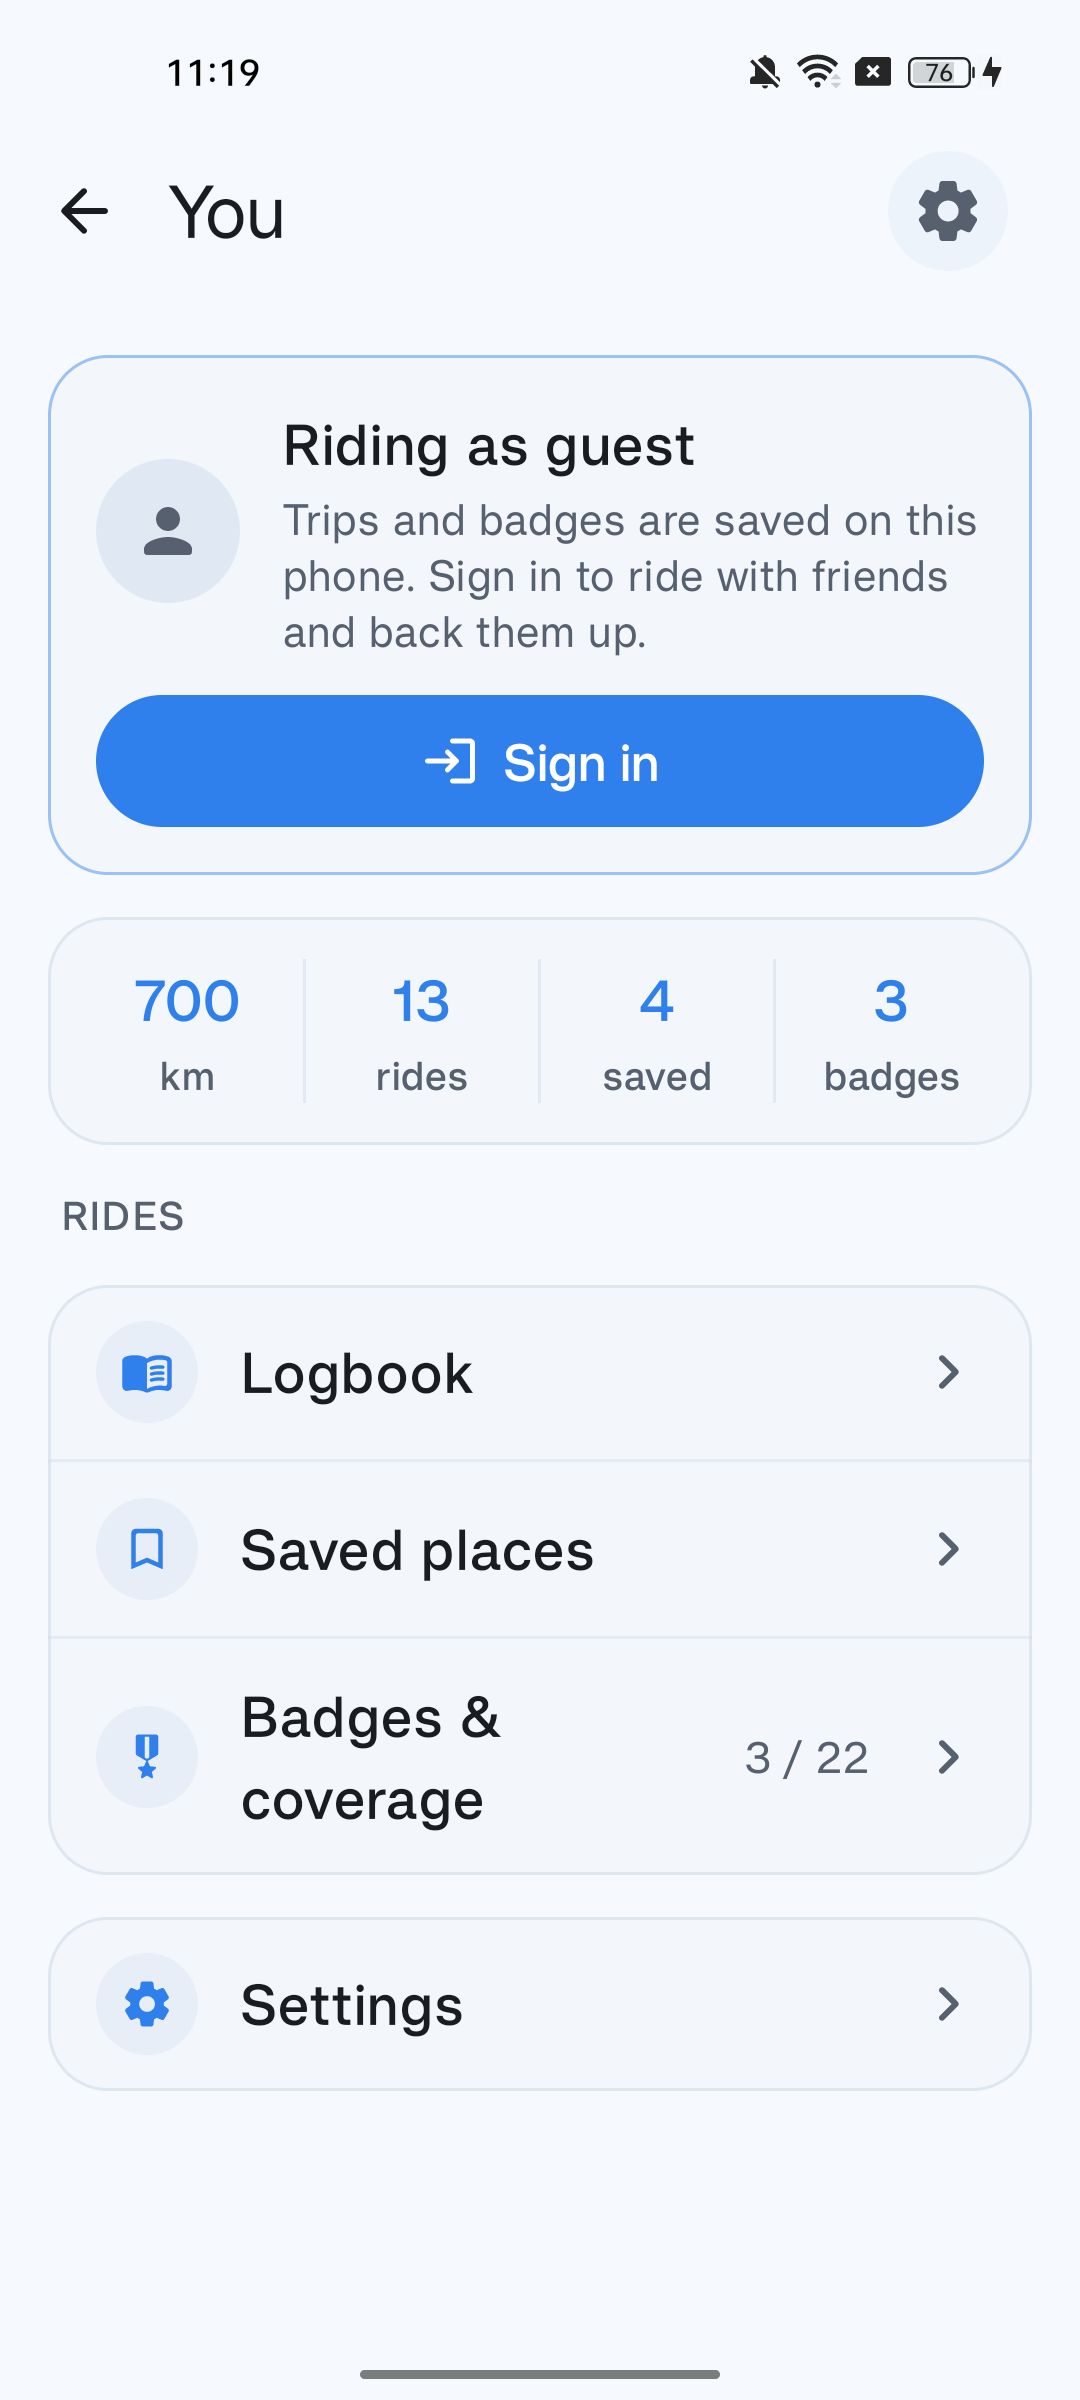 11:19
76
You
Riding as guest
Trips and badges are saved on this
phone. Sign in to ride with friends
and back them up.
Sign in
700
km
13
rides
4
saved
3
badges
RIDES
Logbook
Saved places
Badges &
coverage
3 / 22
Settings